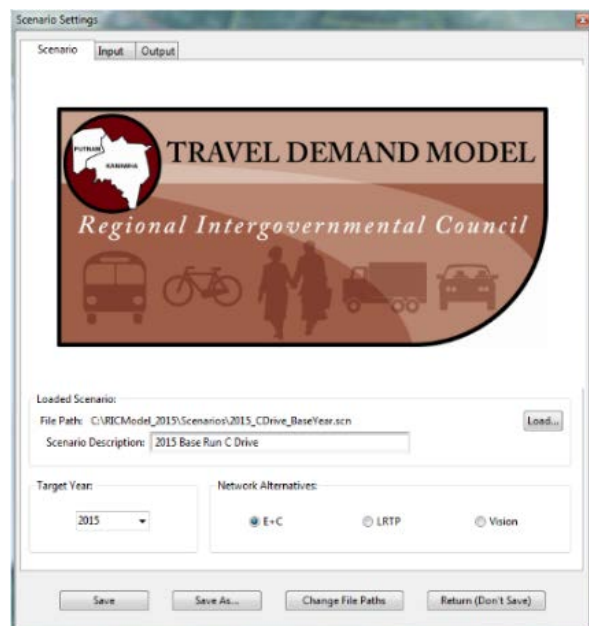 Scenario Settings
Scenario Input Output
PUTNAM
KANAWHA
TRAVEL DEMAND MODEL
Regional Intergovernmental Council
Loaded Scenario:
File Path: C:\RICModel_2015\Scenarios\2015_CDrive_BaseYear.scn
Load...
Scenario Description: 2015 Base Run C Drive
Target Year: Network Alternatives:
2015 E+C LRTP Vision
Save Save As... Change File Paths Return (Don't Save)